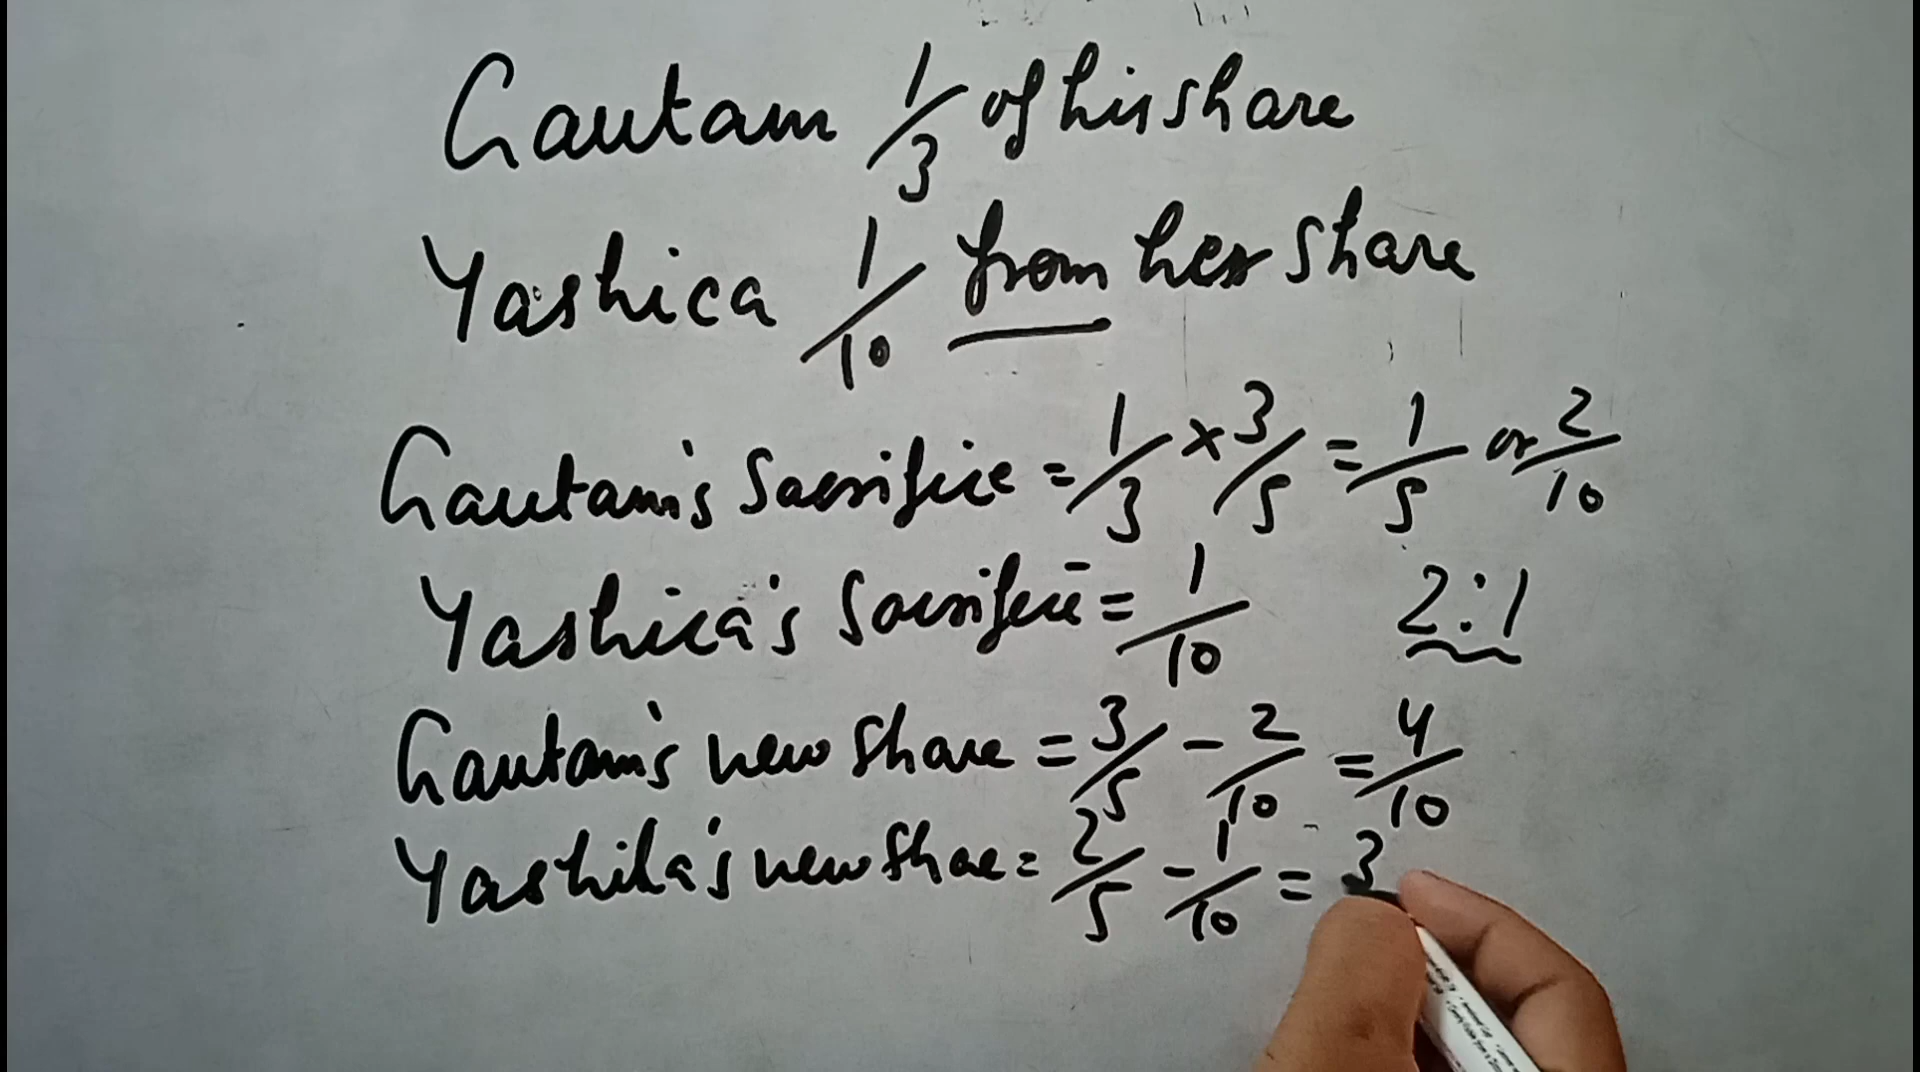 Gautam 1/3 of his share
Yashica 1/10 from her share
Gautam's Sacrifice = 1/3 × 3/5 = 1/5 or 2/10
Yashica's Sacrifice = 1/10 2:1
Gautam's new share = 3/5 - 2/10 = 4/10
Yashika's new Shae = 2/5 - 1/10 = 3